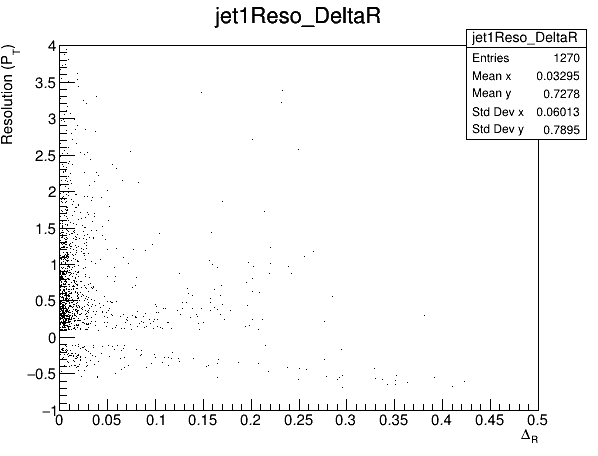 jet1Reso_DeltaR
jet1Reso_DeltaR
Entries 1270
Mean x 0.03295
Mean y 0.7278
Std Dev x 0.06013
Std Dev y 0.7895
Resolution (P_T)
4
3.5
3
2.5
2
1.5
1
0.5
0
−0.5
−1
0 0.05 0.1 0.15 0.2 0.25 0.3 0.35 0.4 0.45 0.5
Δ_R